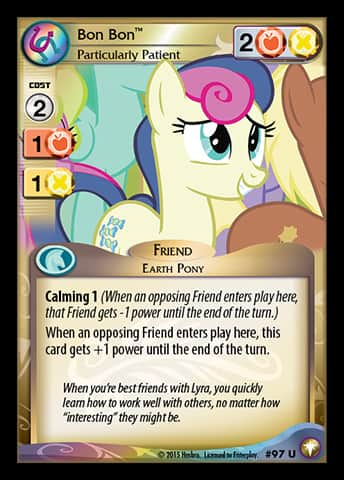 Bon Bon™
Particularly Patient
2
COST
2
1
1
FRIEND
EARTH PONY
Calming 1 (When an opposing Friend enters play here,
that Friend gets -1 power until the end of the turn.)
When an opposing Friend enters play here, this
card gets +1 power until the end of the turn.
When you're best friends with Lyra, you quickly
learn how to work well with others, no matter how
"interesting" they might be.
© 2015 Hasbro. Licensed to Enterplay.
#97 U